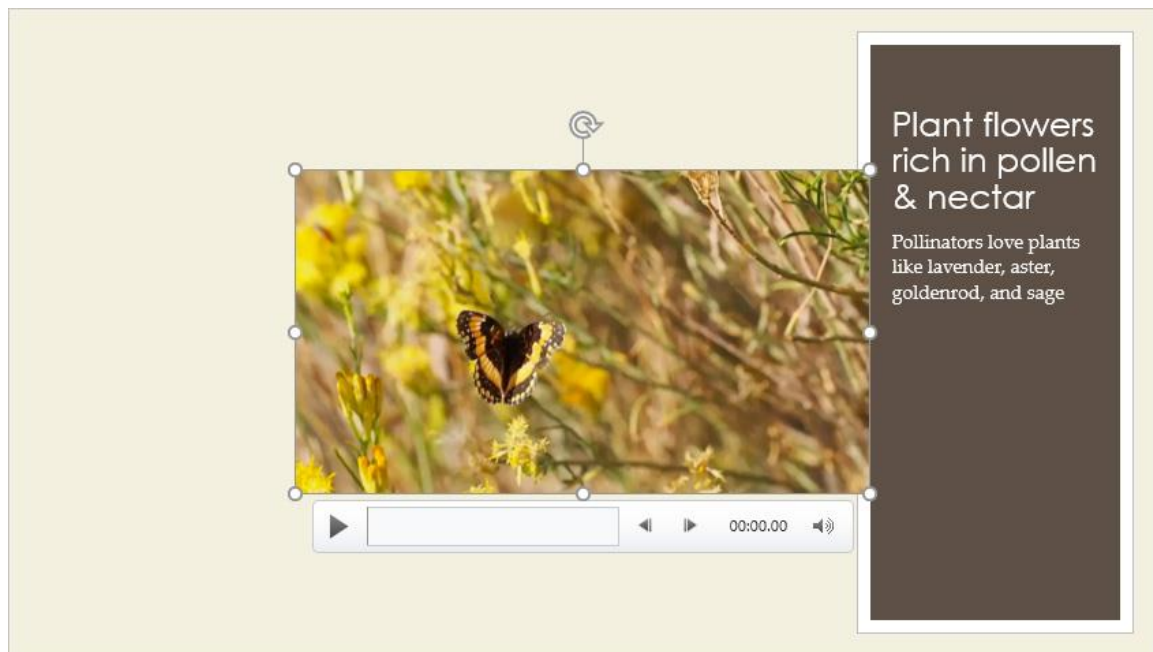 Plant flowers
rich in pollen
& nectar
Pollinators love plants
like lavender, aster,
goldenrod, and sage
00:00.00